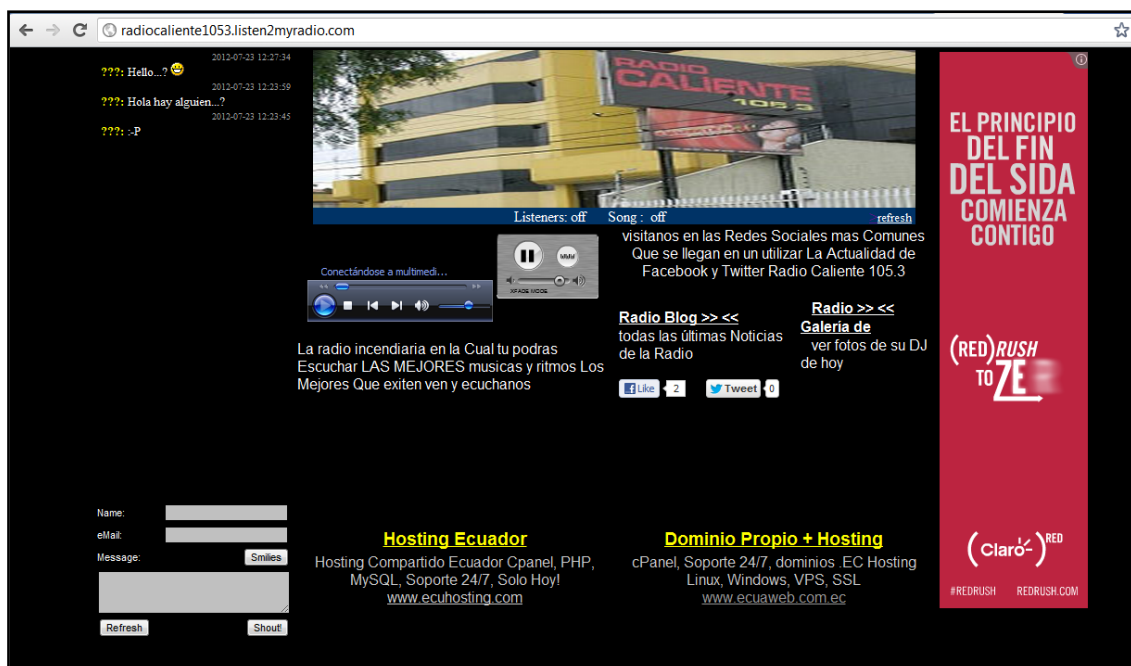 radiocaliente1053.listen2myradio.com
2012-07-23 12:27:34
???: Hello...?
2012-07-23 12:23:59
???: Hola hay alguien...?
2012-07-23 12:23:45
???: :-P
RADIO
CALIENTE
105.3
Listeners: off Song : off refresh
Conectándose a multimedi...
XFADE MODE
visitanos en las Redes Sociales mas Comunes
Que se llegan en un utilizar La Actualidad de
Facebook y Twitter Radio Caliente 105.3
Radio Blog >> <<
todas las últimas Noticias
de la Radio
Radio >> <<
Galeria de
ver fotos de su DJ
de hoy
Like 2
Tweet 0
La radio incendiaria en la Cual tu podras
Escuchar LAS MEJORES musicas y ritmos Los
Mejores Que exiten ven y ecuchanos
Name:
eMail:
Message:
Smilies
Refresh
Shout!
Hosting Ecuador
Hosting Compartido Ecuador Cpanel, PHP,
MySQL, Soporte 24/7, Solo Hoy!
www.ecuhosting.com
Dominio Propio + Hosting
cPanel, Soporte 24/7, dominios .EC Hosting
Linux, Windows, VPS, SSL
www.ecuaweb.com.ec
EL PRINCIPIO
DEL FIN
DEL SIDA
COMIENZA
CONTIGO
(RED)RUSH
TO ZE
(Claro)RED
#REDRUSH REDRUSH.COM